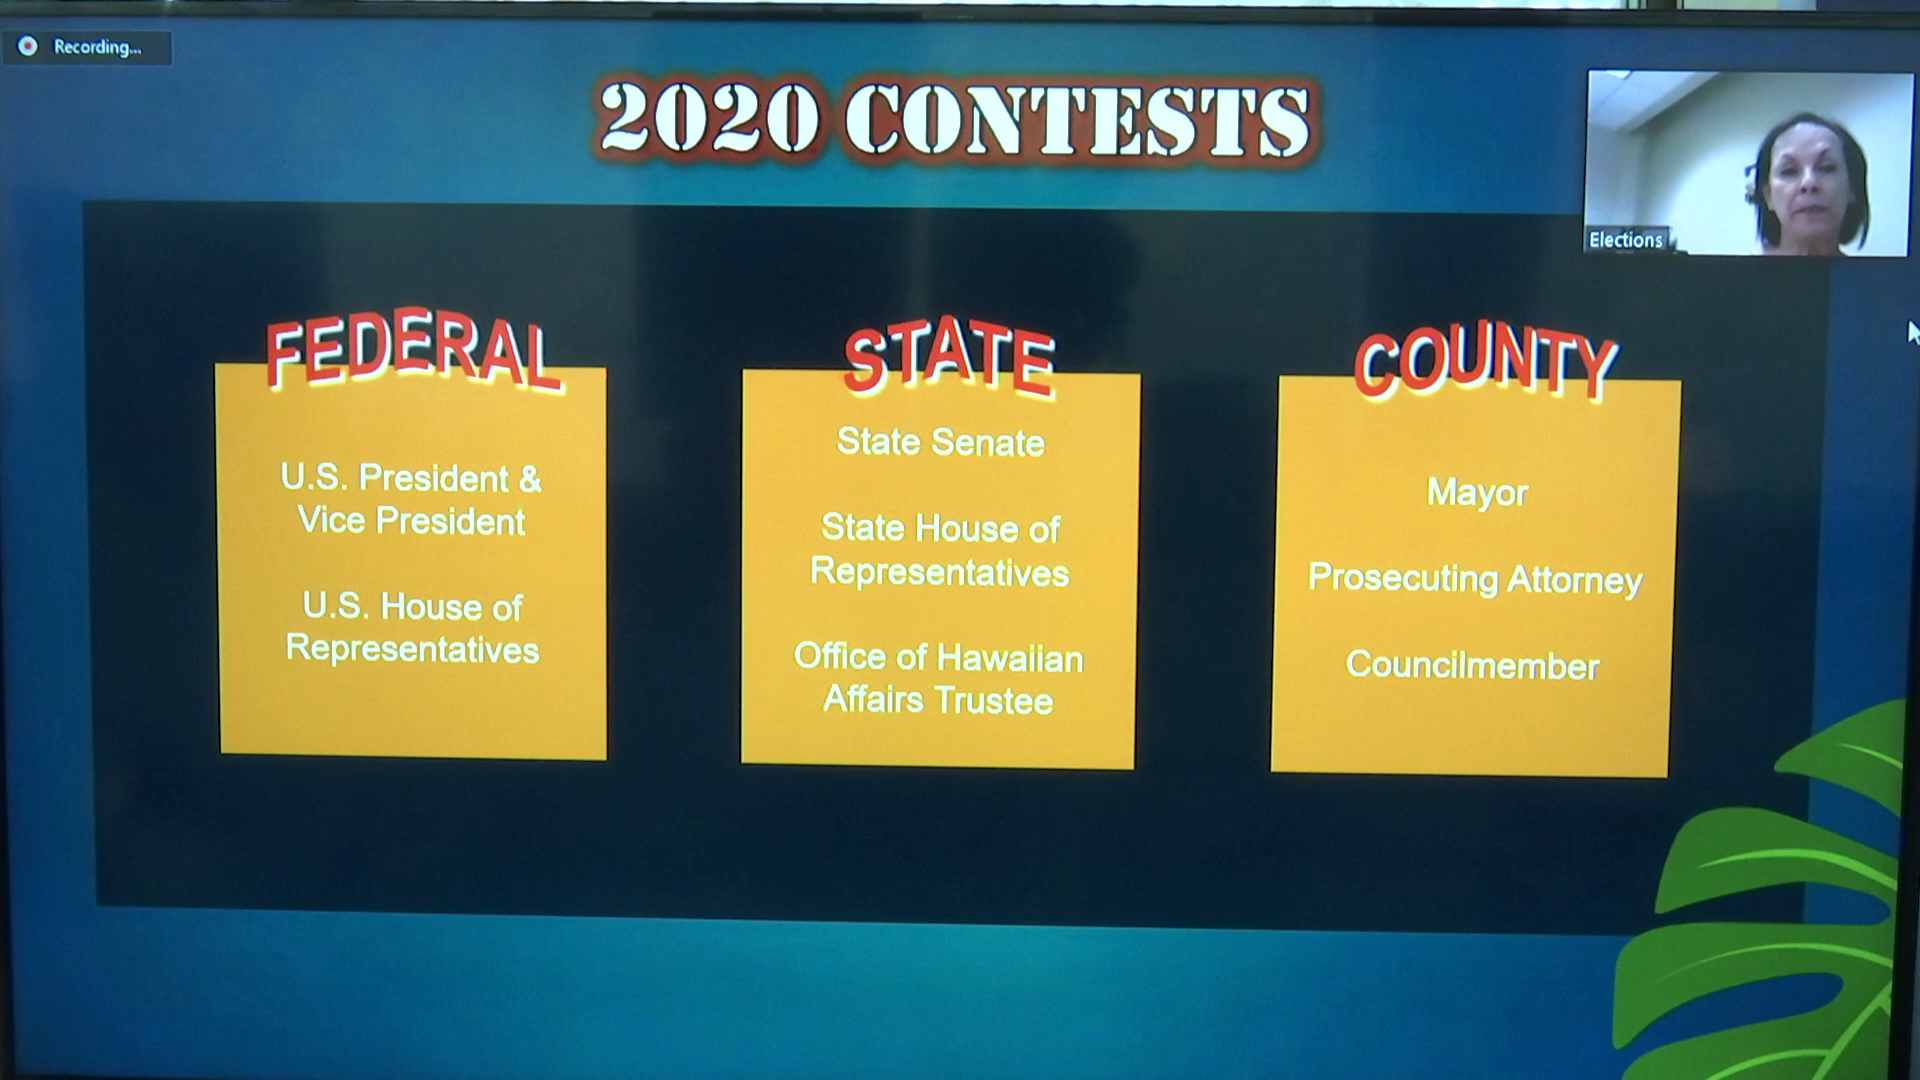 Recording...
2020 CONTESTS
Elections
FEDERAL
U.S. President &
Vice President
U.S. House of
Representatives
STATE
State Senate
State House of
Representatives
Office of Hawaiian
Affairs Trustee
COUNTY
Mayor
Prosecuting Attorney
Councilmember